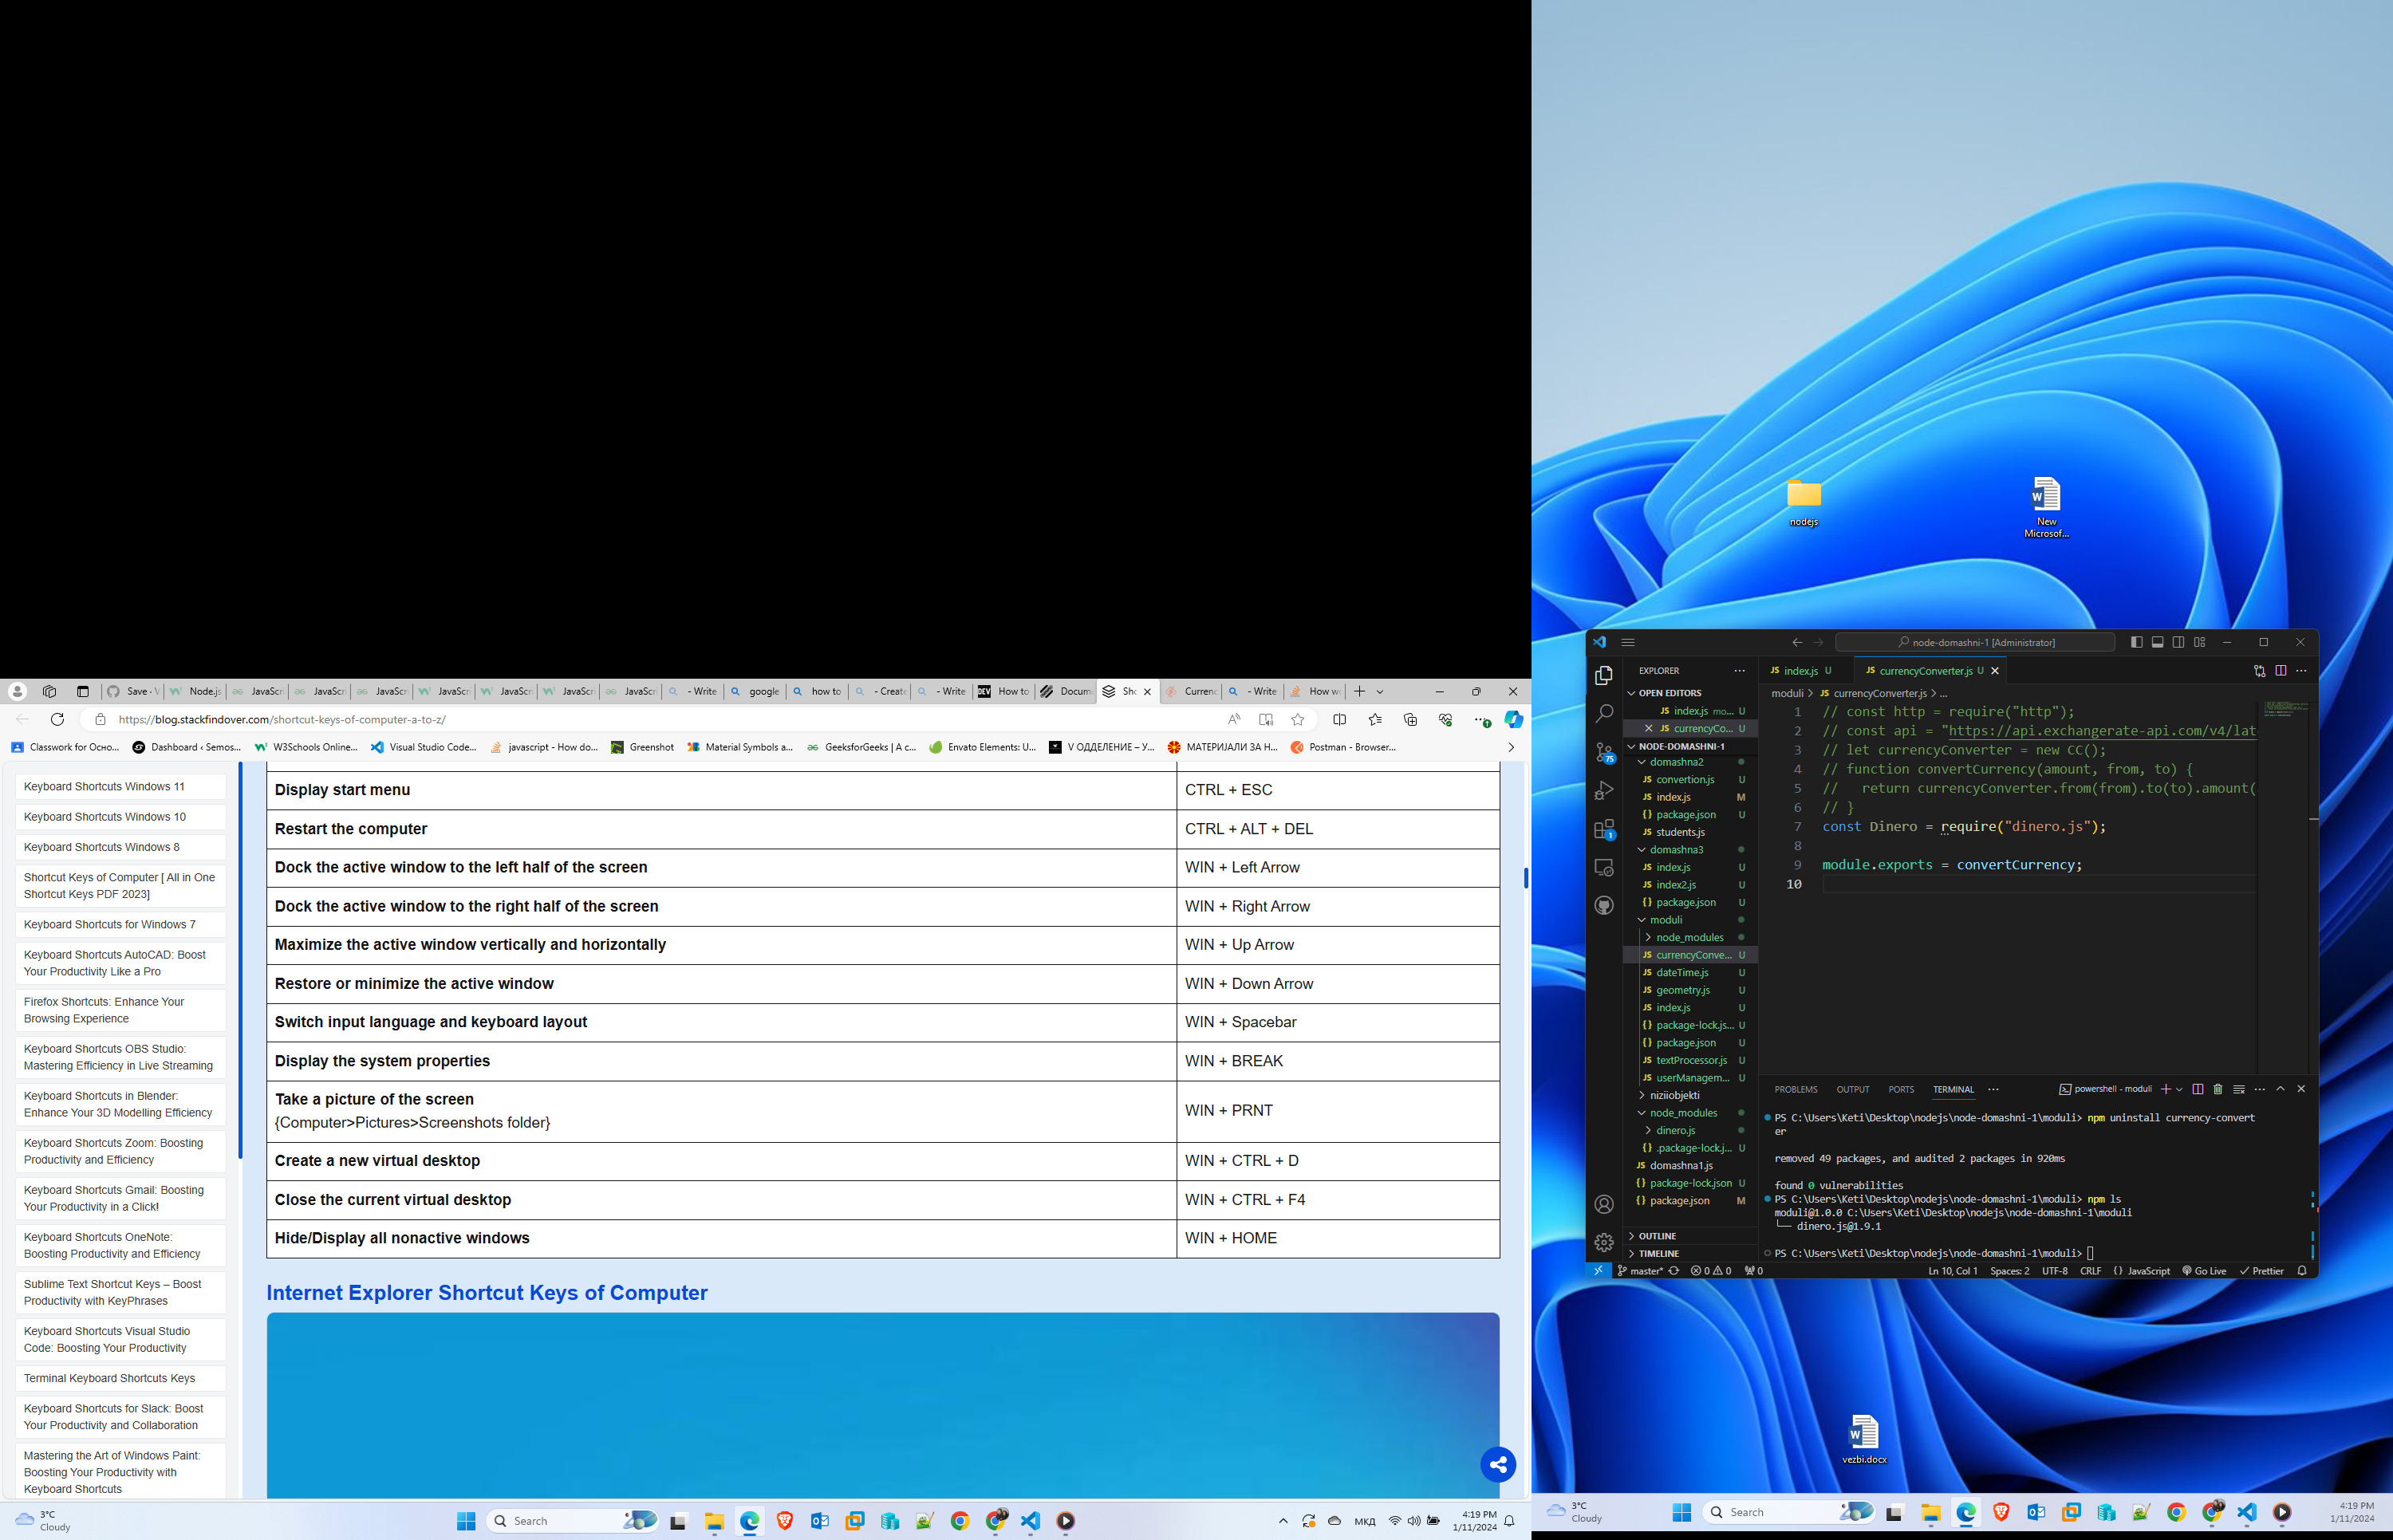 Save · V
Node.js
JavaScri
JavaScri
JavaScri
JavaScri
JavaScri
JavaScri
JavaScri
- Write
google
how to
- Create
- Write
DEV
How to
Docume
Sho
Currenc
- Write
How wo
https://blog.stackfindover.com/shortcut-keys-of-computer-a-to-z/
Classwork for Осно...
Dashboard ‹ Semos...
W3Schools Online...
Visual Studio Code...
javascript - How do...
Greenshot
Material Symbols a...
GeeksforGeeks | A c...
Envato Elements: U...
V ОДДЕЛЕНИЕ – У...
МАТЕРИЈАЛИ ЗА Н...
Postman - Browser...
Keyboard Shortcuts Windows 11
Keyboard Shortcuts Windows 10
Keyboard Shortcuts Windows 8
Shortcut Keys of Computer [ All in One
Shortcut Keys PDF 2023]
Keyboard Shortcuts for Windows 7
Keyboard Shortcuts AutoCAD: Boost
Your Productivity Like a Pro
Firefox Shortcuts: Enhance Your
Browsing Experience
Keyboard Shortcuts OBS Studio:
Mastering Efficiency in Live Streaming
Keyboard Shortcuts in Blender:
Enhance Your 3D Modelling Efficiency
Keyboard Shortcuts Zoom: Boosting
Productivity and Efficiency
Keyboard Shortcuts Gmail: Boosting
Your Productivity in a Click!
Keyboard Shortcuts OneNote:
Boosting Productivity and Efficiency
Sublime Text Shortcut Keys – Boost
Productivity with KeyPhrases
Keyboard Shortcuts Visual Studio
Code: Boosting Your Productivity
Terminal Keyboard Shortcuts Keys
Keyboard Shortcuts for Slack: Boost
Your Productivity and Collaboration
Mastering the Art of Windows Paint:
Boosting Your Productivity with
Keyboard Shortcuts
Display start menu CTRL + ESC
Restart the computer CTRL + ALT + DEL
Dock the active window to the left half of the screen WIN + Left Arrow
Dock the active window to the right half of the screen WIN + Right Arrow
Maximize the active window vertically and horizontally WIN + Up Arrow
Restore or minimize the active window WIN + Down Arrow
Switch input language and keyboard layout WIN + Spacebar
Display the system properties WIN + BREAK
Take a picture of the screen
{Computer>Pictures>Screenshots folder} WIN + PRNT
Create a new virtual desktop WIN + CTRL + D
Close the current virtual desktop WIN + CTRL + F4
Hide/Display all nonactive windows WIN + HOME
Internet Explorer Shortcut Keys of Computer
3°C
Cloudy
Search
МКД
4:19 PM
1/11/2024
nodejs
New
Microsof...
node-domashni-1 [Administrator]
EXPLORER
OPEN EDITORS
index.js mo... U
currencyCo... U
NODE-DOMASHNI-1
domashna2
convertion.js U
index.js M
package.json U
students.js
domashna3
index.js U
index2.js U
package.json U
moduli
node_modules
currencyConve... U
dateTime.js U
geometry.js U
index.js U
package-lock.js... U
package.json U
textProcessor.js U
userManagem... U
niziiobjekti
node_modules
dinero.js
.package-lock.j... U
domashna1.js
package-lock.json U
package.json M
OUTLINE
TIMELINE
75
1
index.js U
currencyConverter.js U
moduli > currencyConverter.js > ...
1 // const http = require("http");
2 // const api = "https://api.exchangerate-api.com/v4/lat
3 // let currencyConverter = new CC();
4 // function convertCurrency(amount, from, to) {
5 //   return currencyConverter.from(from).to(to).amount(
6 // }
7 const Dinero = require("dinero.js");
8
9 module.exports = convertCurrency;
10
PROBLEMS OUTPUT PORTS TERMINAL
powershell - moduli
PS C:\Users\Keti\Desktop\nodejs\node-domashni-1\moduli> npm uninstall currency-convert
er
removed 49 packages, and audited 2 packages in 920ms
found 0 vulnerabilities
PS C:\Users\Keti\Desktop\nodejs\node-domashni-1\moduli> npm ls
moduli@1.0.0 C:\Users\Keti\Desktop\nodejs\node-domashni-1\moduli
└── dinero.js@1.9.1
PS C:\Users\Keti\Desktop\nodejs\node-domashni-1\moduli>
master* 0 0 0 Ln 10, Col 1 Spaces: 2 UTF-8 CRLF {} JavaScript Go Live Prettier
vezbi.docx
3°C
Cloudy
Search
4:19 PM
1/11/2024